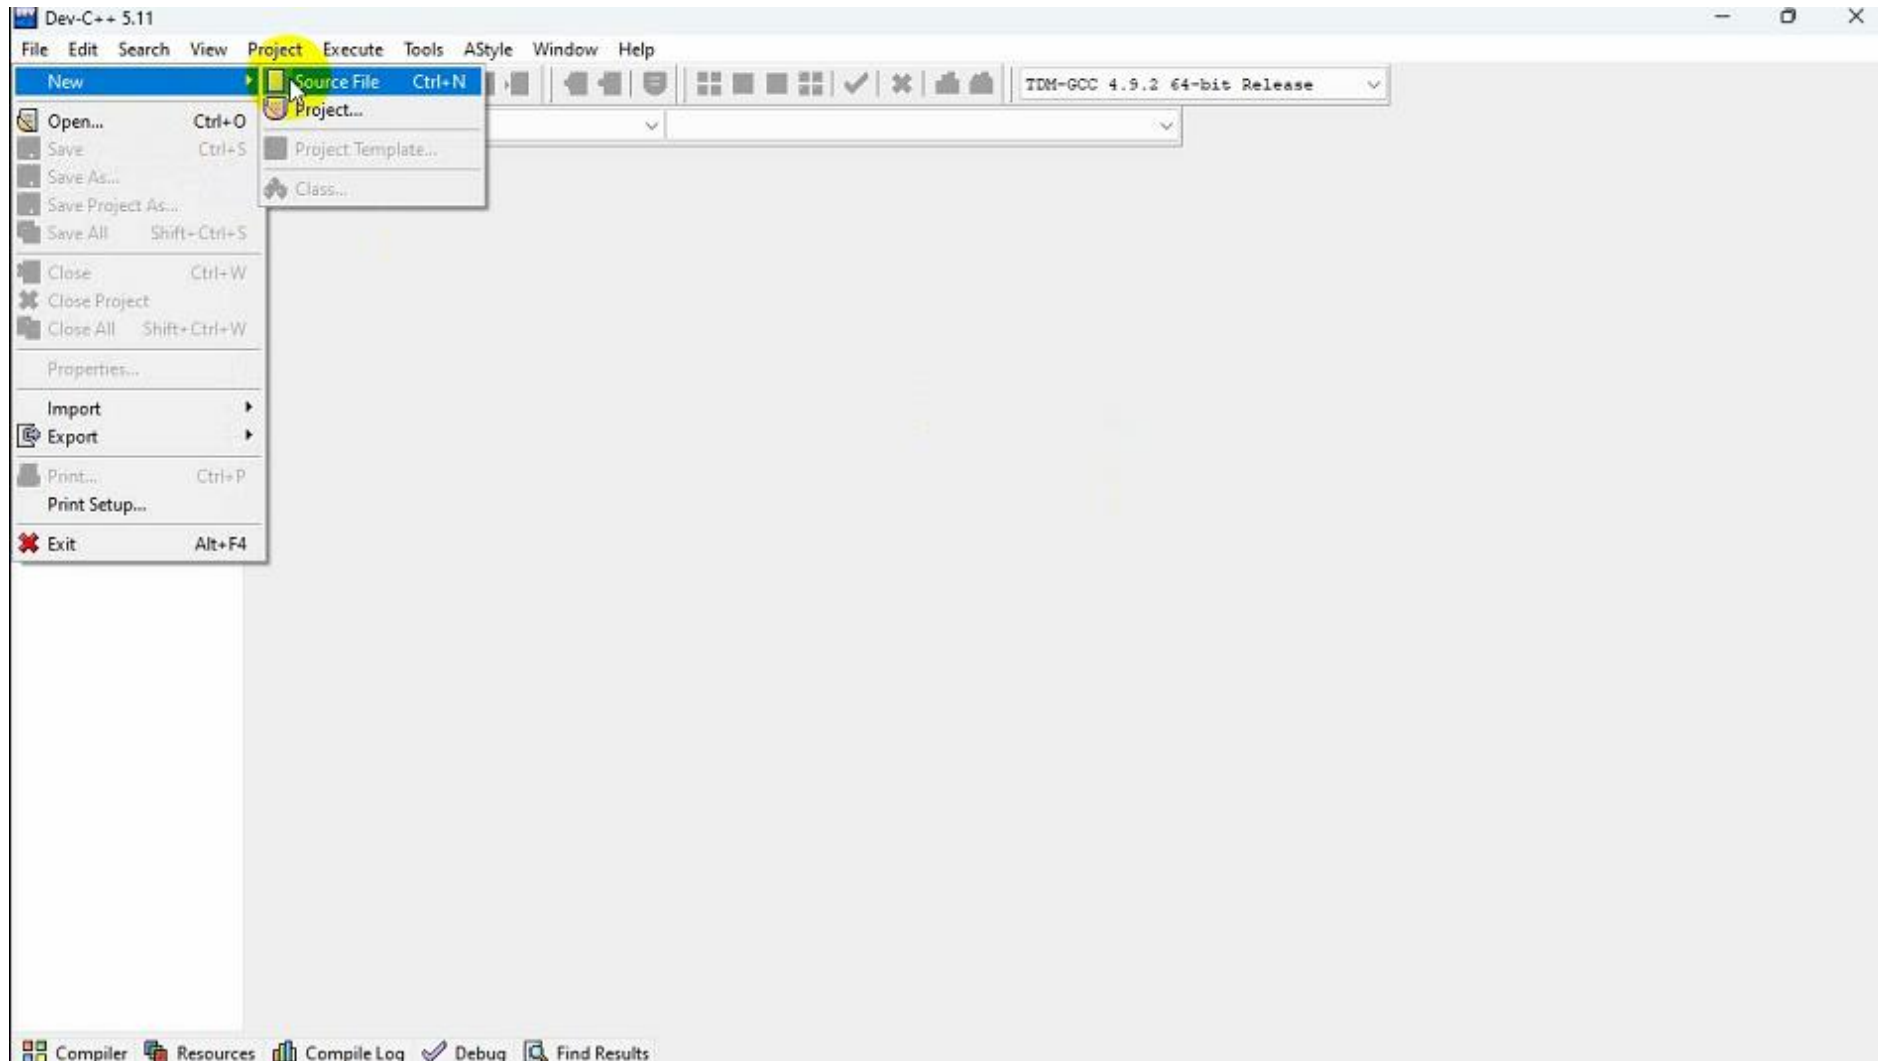 Dev-C++ 5.11
File Edit Search View Project Execute Tools AStyle Window Help
New
Source File Ctrl+N
TDM-GCC 4.9.2 64-bit Release
Project...
Open... Ctrl+O
Save Ctrl+S
Project Template...
Save As...
Class...
Save Project As...
Save All Shift+Ctrl+S
Close Ctrl+W
Close Project
Close All Shift+Ctrl+W
Properties...
Import
Export
Print... Ctrl+P
Print Setup...
Exit Alt+F4
Compiler Resources Compile Log Debug Find Results